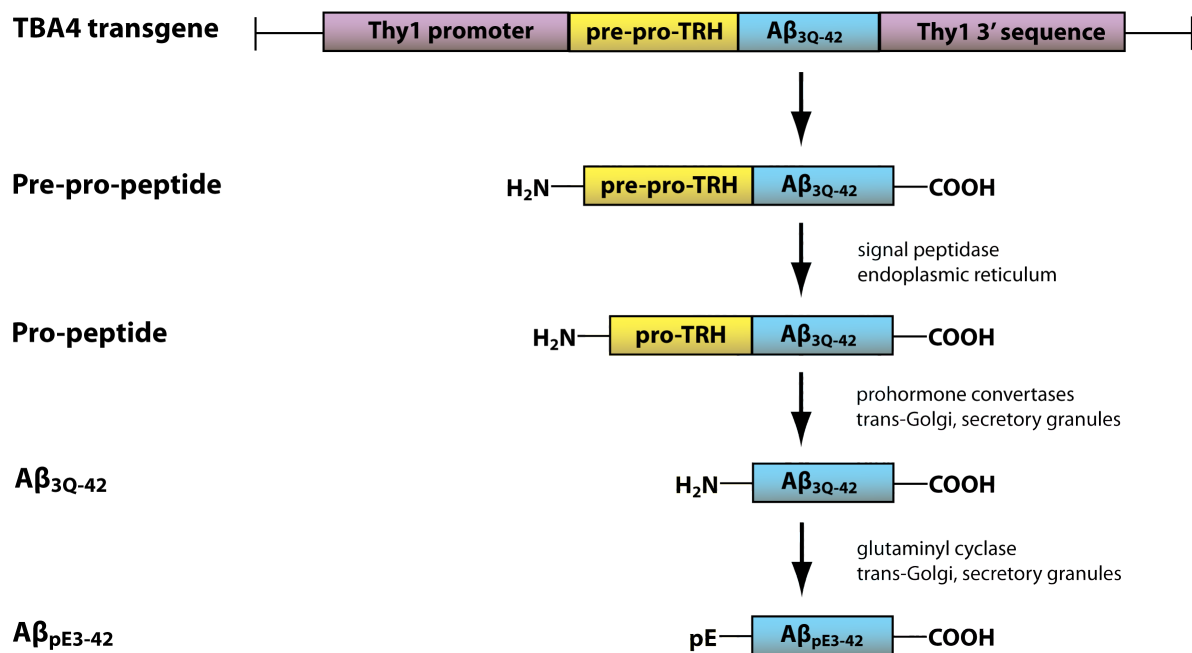 TBA4 transgene
Thy1 promoter pre-pro-TRH Aβ3Q-42 Thy1 3′ sequence
Pre-pro-peptide
H2N pre-pro-TRH Aβ3Q-42 COOH
signal peptidase
endoplasmic reticulum
Pro-peptide
H2N pro-TRH Aβ3Q-42 COOH
prohormone convertases
trans-Golgi, secretory granules
Aβ3Q-42
H2N Aβ3Q-42 COOH
glutaminyl cyclase
trans-Golgi, secretory granules
AβpE3-42
pE AβpE3-42 COOH